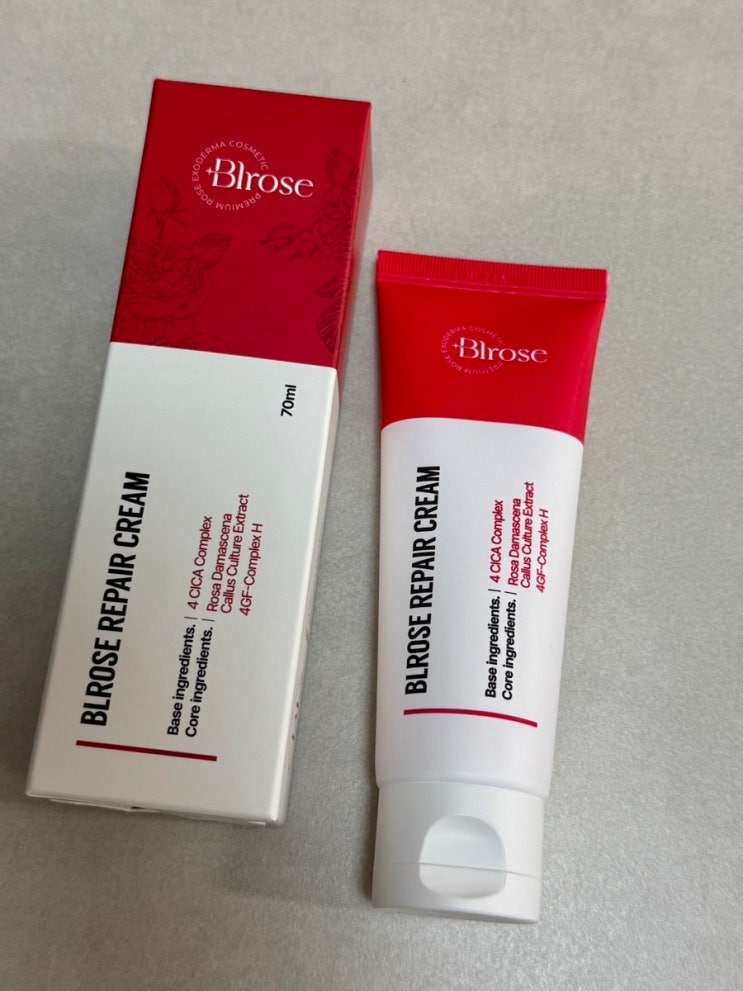 PREMIUM ROSE EXODERMA COSMETIC
Blrose
70ml
BLROSE REPAIR CREAM
Base ingredients. | 4 CICA Complex
Core ingredients. | Rosa Damascena
Callus Culture Extract
4GF-Complex H
PREMIUM ROSE EXODERMA COSMETIC
Blrose
BLROSE REPAIR CREAM
Base ingredients. | 4 CICA Complex
Core ingredients. | Rosa Damascena
Callus Culture Extract
4GF-Complex H